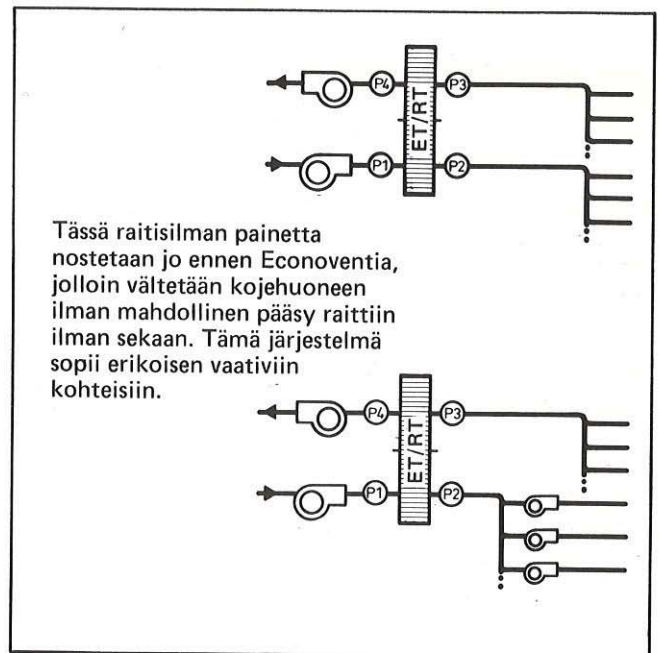 P4 P3
ET/RT
P1 P2
Tässä raitisilman painetta
nostetaan jo ennen Econoventia,
jolloin vältetään kojehuoneen
ilman mahdollinen pääsy raittiin
ilman sekaan. Tämä järjestelmä
sopii erikoisen vaativiin
kohteisiin.
P4 P3
ET/RT
P1 P2